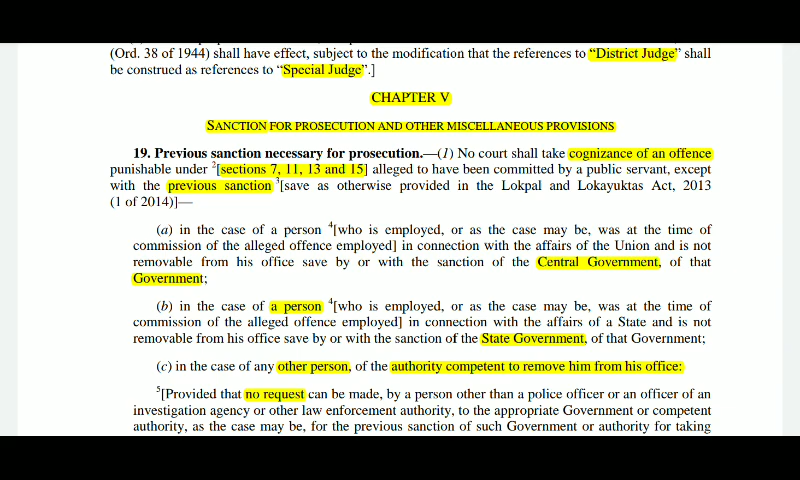 (Ord. 38 of 1944) shall have effect, subject to the modification that the references to “District Judge” shall
be construed as references to “Special Judge”.]
CHAPTER V
SANCTION FOR PROSECUTION AND OTHER MISCELLANEOUS PROVISIONS
19. Previous sanction necessary for prosecution.—(1) No court shall take cognizance of an offence
punishable under 2[sections 7, 11, 13 and 15] alleged to have been committed by a public servant, except
with the previous sanction 3[save as otherwise provided in the Lokpal and Lokayuktas Act, 2013
(1 of 2014)]—
(a) in the case of a person 4[who is employed, or as the case may be, was at the time of
commission of the alleged offence employed] in connection with the affairs of the Union and is not
removable from his office save by or with the sanction of the Central Government, of that
Government;
(b) in the case of a person 4[who is employed, or as the case may be, was at the time of
commission of the alleged offence employed] in connection with the affairs of a State and is not
removable from his office save by or with the sanction of the State Government, of that Government;
(c) in the case of any other person, of the authority competent to remove him from his office:
5[Provided that no request can be made, by a person other than a police officer or an officer of an
investigation agency or other law enforcement authority, to the appropriate Government or competent
authority, as the case may be, for the previous sanction of such Government or authority for taking